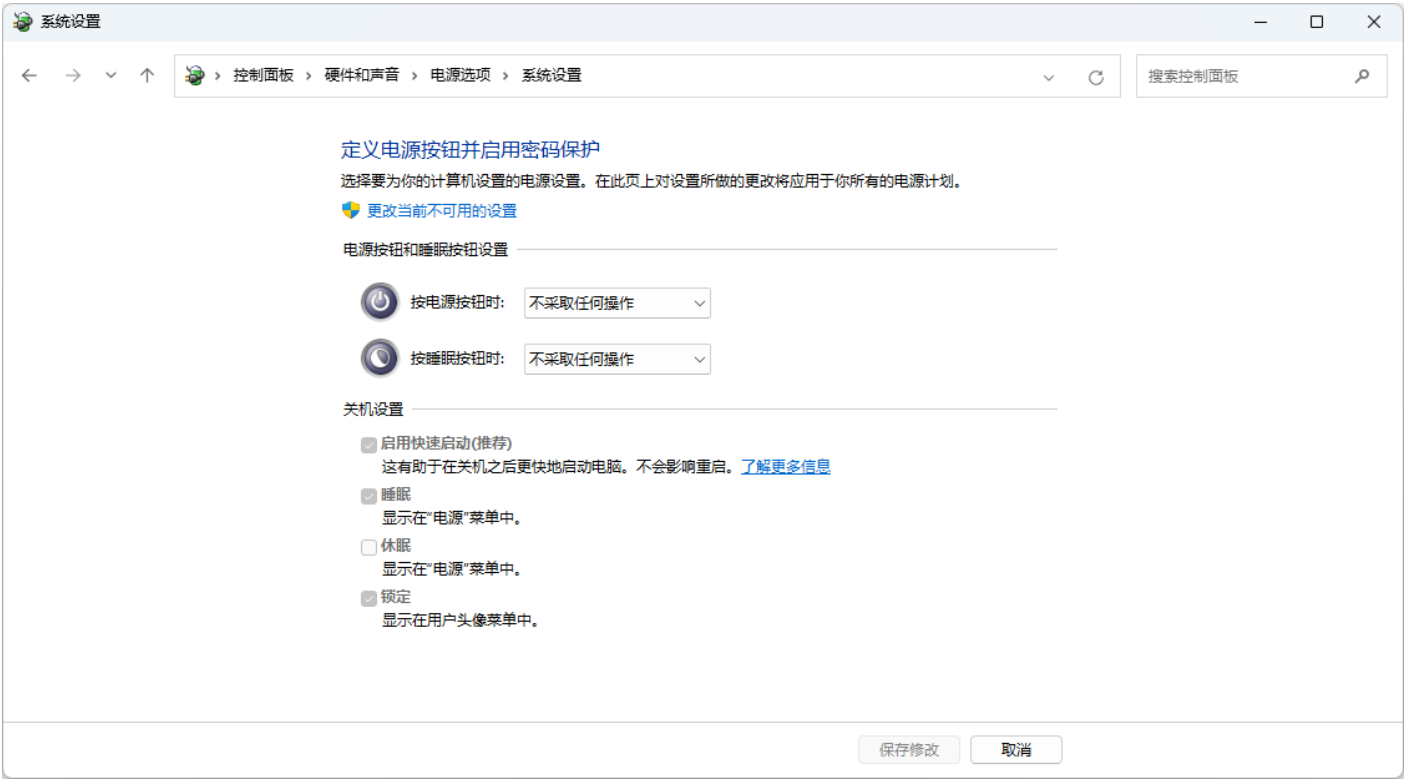 系统设置
控制面板 › 硬件和声音 › 电源选项 › 系统设置
搜索控制面板
定义电源按钮并启用密码保护
选择要为你的计算机设置的电源设置。在此页上对设置所做的更改将应用于你所有的电源计划。
更改当前不可用的设置
电源按钮和睡眠按钮设置
按电源按钮时: 不采取任何操作
按睡眠按钮时: 不采取任何操作
关机设置
启用快速启动(推荐)
这有助于在关机之后更快地启动电脑。不会影响重启。了解更多信息
睡眠
显示在“电源”菜单中。
休眠
显示在“电源”菜单中。
锁定
显示在用户头像菜单中。
保存修改 取消